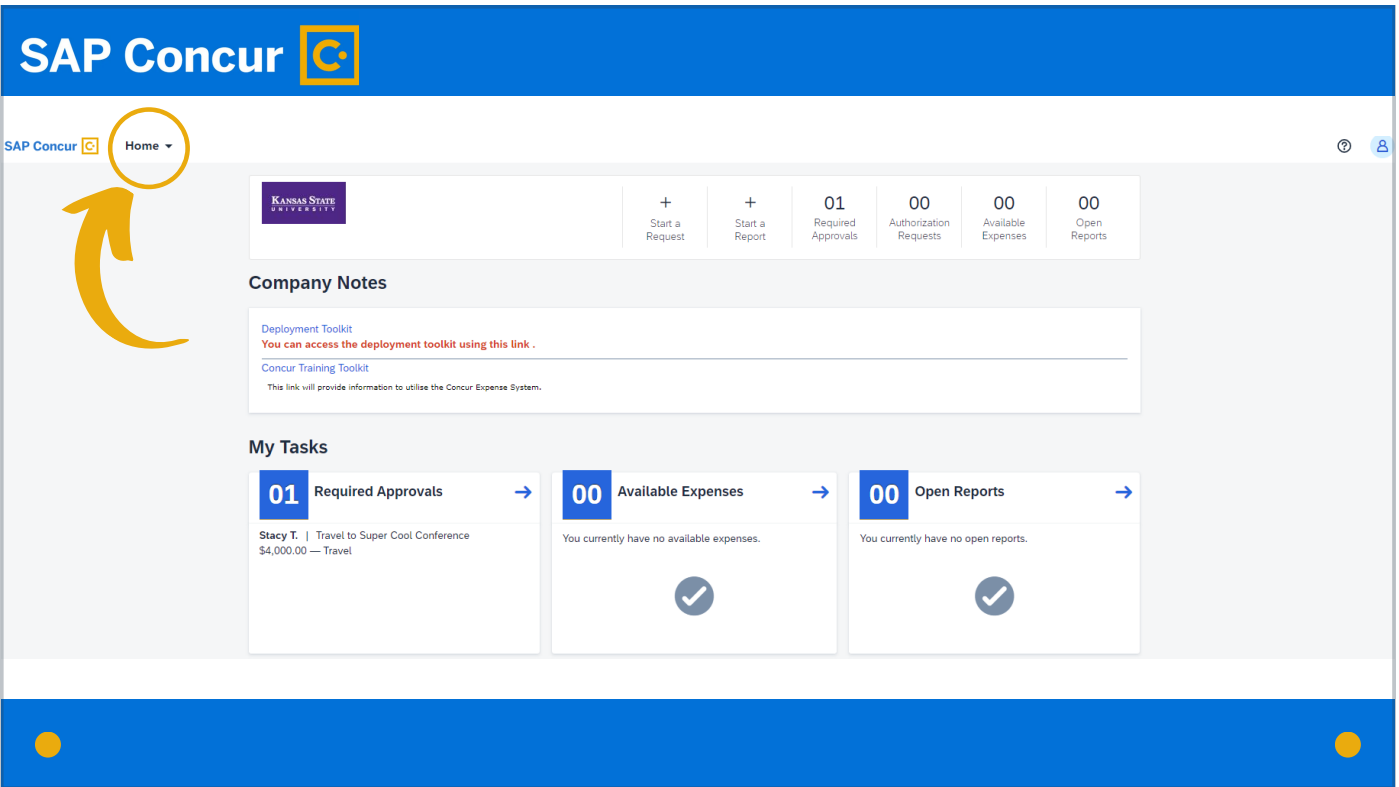 SAP Concur C
SAP Concur C Home
KANSAS STATE
UNIVERSITY
+ Start a Request
+ Start a Report
01 Required Approvals
00 Authorization Requests
00 Available Expenses
00 Open Reports
Company Notes
Deployment Toolkit
You can access the deployment toolkit using this link .
Concur Training Toolkit
This link will provide information to utilise the Concur Expense System.
My Tasks
01 Required Approvals
Stacy T. | Travel to Super Cool Conference
$4,000.00 — Travel
00 Available Expenses
You currently have no available expenses.
00 Open Reports
You currently have no open reports.